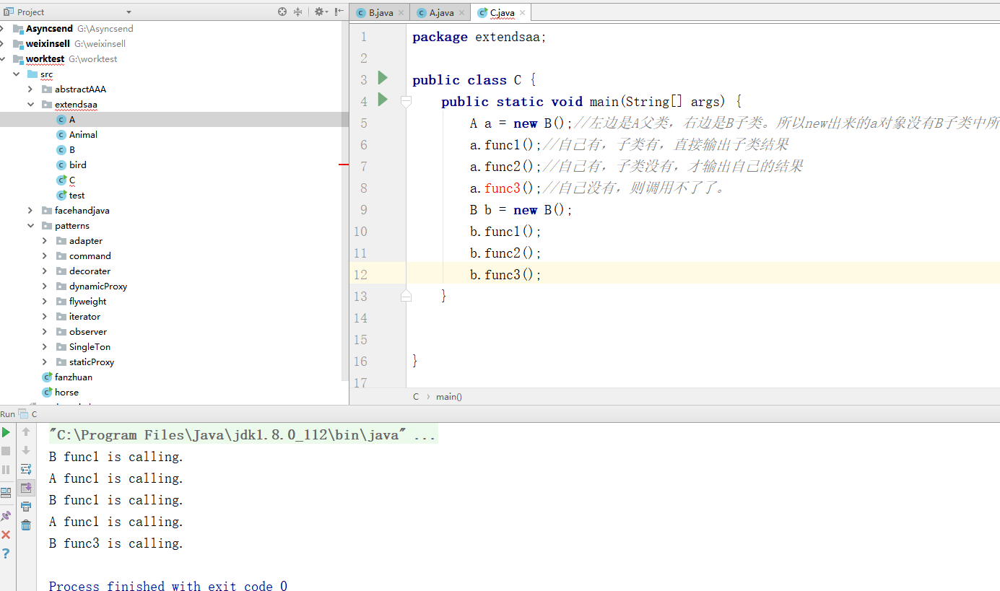 Project
B.java
A.java
C.java
Asyncsend G:\Asyncsend
weixinsell G:\weixinsell
worktest G:\worktest
src
abstractAAA
extendsaa
A
Animal
B
bird
C
test
facehandjava
patterns
adapter
command
decorater
dynamicProxy
flyweight
iterator
observer
SingleTon
staticProxy
fanzhuan
horse
1 package extendsaa;
2
3 public class C {
4 public static void main(String[] args) {
5 A a = new B();//左边是A父类，右边是B子类。所以new出来的a对象没有B子类中所
6 a.func1();//自己有，子类有，直接输出子类结果
7 a.func2();//自己有，子类没有，才输出自己的结果
8 a.func3();//自己没有，则调用不了了。
9 B b = new B();
10 b.func1();
11 b.func2();
12 b.func3();
13 }
14
15
16 }
17
C › main()
Run C
"C:\Program Files\Java\jdk1.8.0_112\bin\java" ...
B func1 is calling.
A func1 is calling.
B func1 is calling.
A func1 is calling.
B func3 is calling.
Process finished with exit code 0